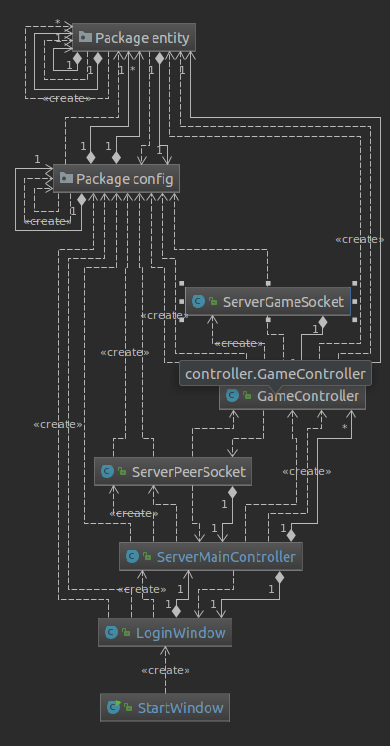 *
Package entity
1
1
1
1
1
*
1
«create»
1
1
1
Package config
1
«create»
ServerGameSocket
«create»
«create»
1
«create»
controller.GameController
GameController
«create»
«create»
*
ServerPeerSocket
«create»
1
«create»
1
1
ServerMainController
«create»
1
1
1
1
LoginWindow
«create»
StartWindow